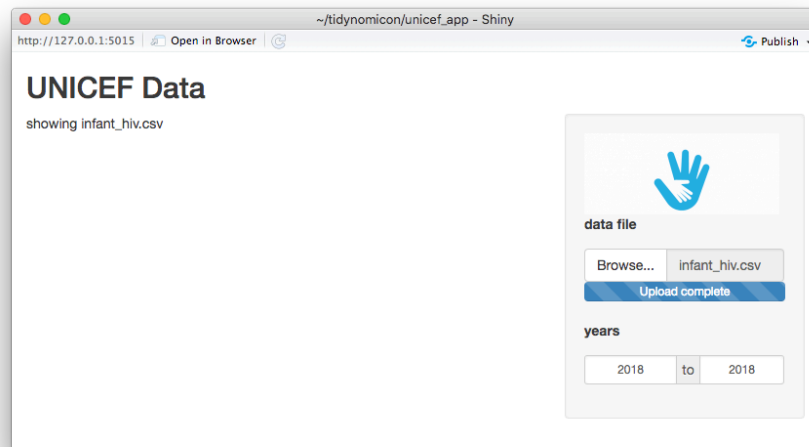 ~/tidynomicon/unicef_app - Shiny
http://127.0.0.1:5015 Open in Browser Publish
UNICEF Data
showing infant_hiv.csv
data file
Browse... infant_hiv.csv
Upload complete
years
2018 to 2018